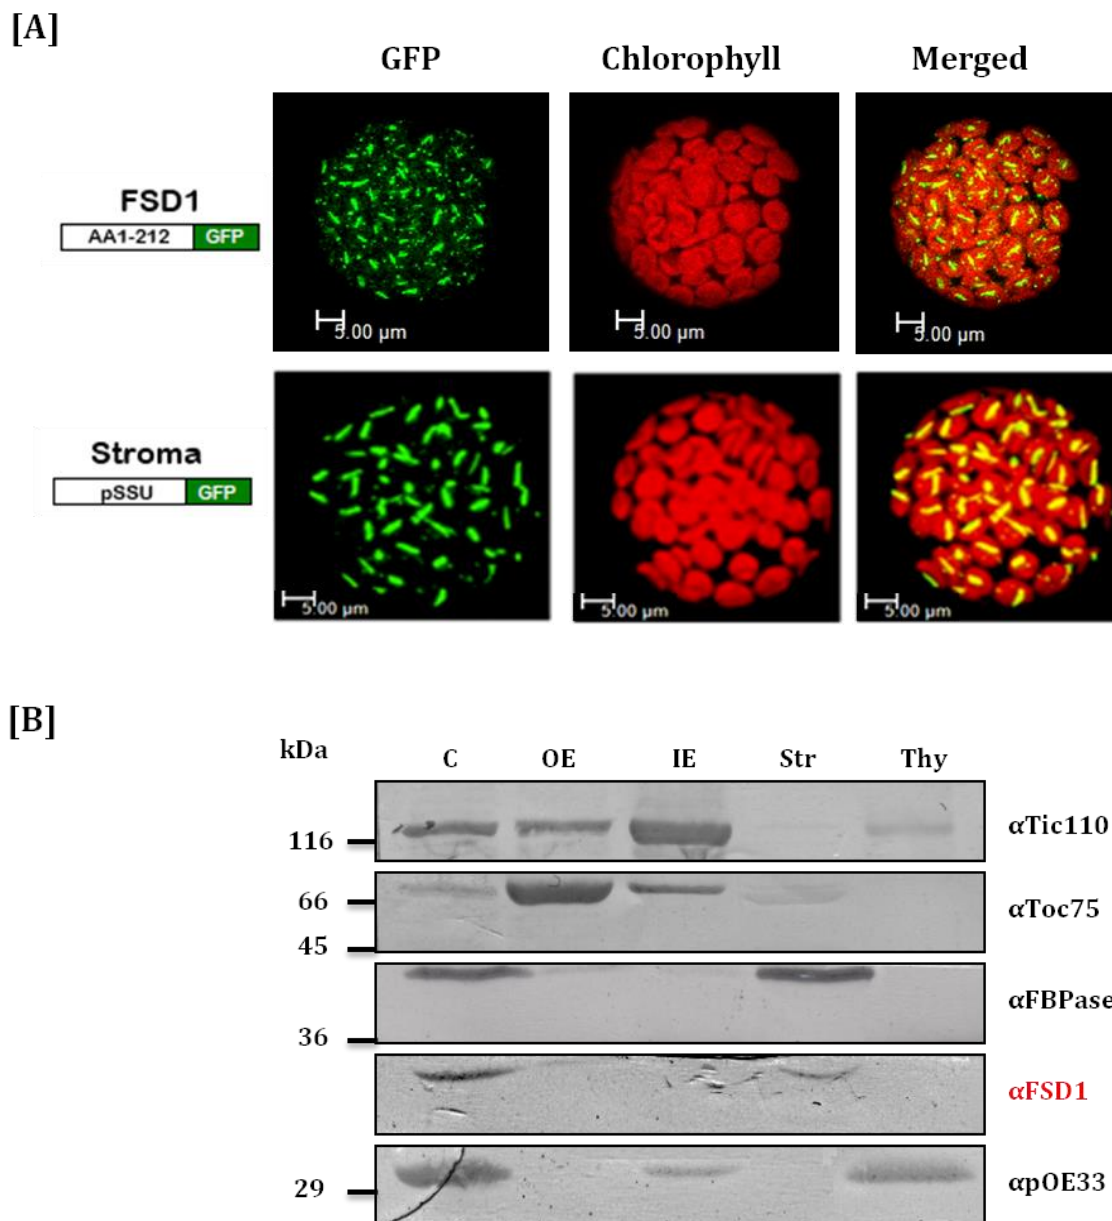 [A]
GFP Chlorophyll Merged
FSD1
AA1-212 GFP
5.00 µm 5.00 µm 5.00 µm
Stroma
pSSU GFP
5.00 µm 5.00 µm 5.00 µm
[B]
kDa C OE IE Str Thy
αTic110
116
αToc75
66
45
αFBPase
36
αFSD1
αpOE33
29